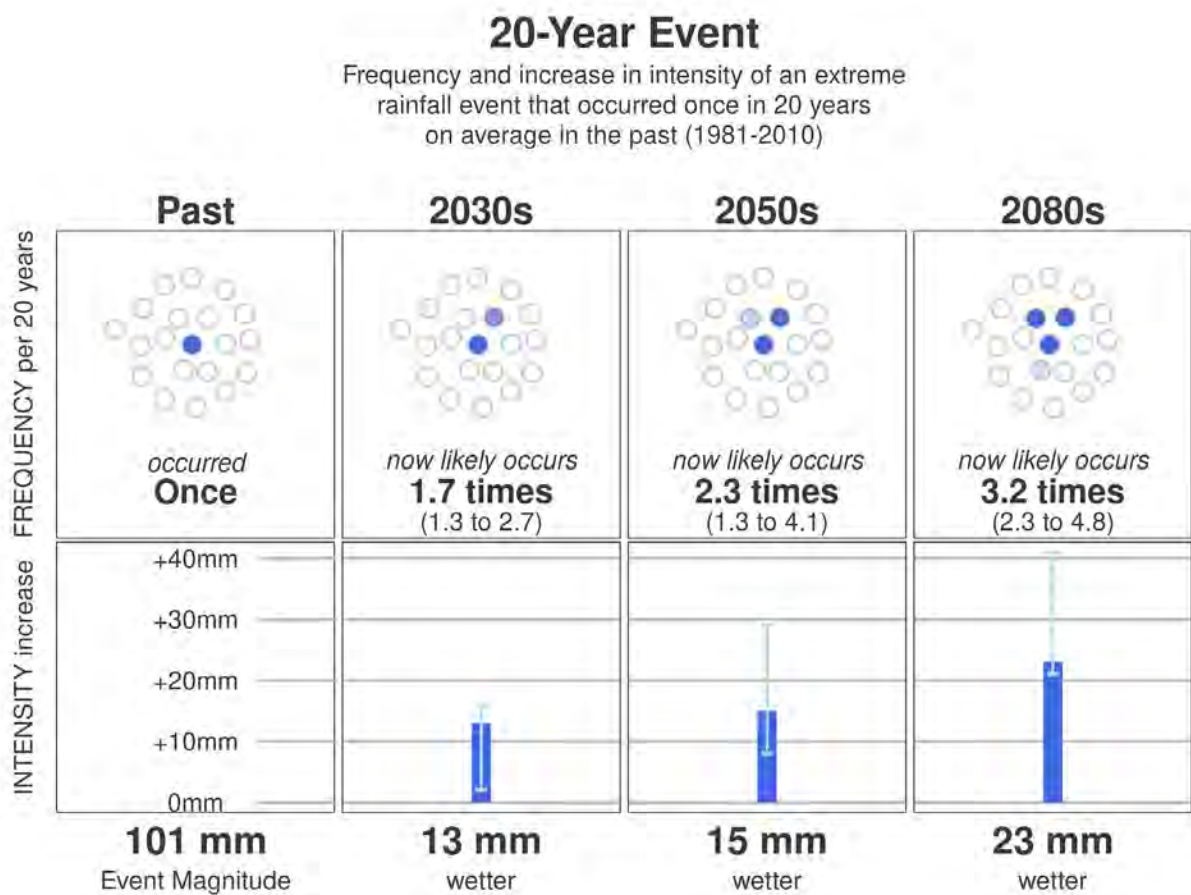 20-Year Event
Frequency and increase in intensity of an extreme
rainfall event that occurred once in 20 years
on average in the past (1981-2010)
Past
2030s
2050s
2080s
FREQUENCY per 20 years
occurred
Once
now likely occurs
1.7 times
(1.3 to 2.7)
now likely occurs
2.3 times
(1.3 to 4.1)
now likely occurs
3.2 times
(2.3 to 4.8)
INTENSITY increase
+40mm
+30mm
+20mm
+10mm
0mm
101 mm
Event Magnitude
13 mm
wetter
15 mm
wetter
23 mm
wetter